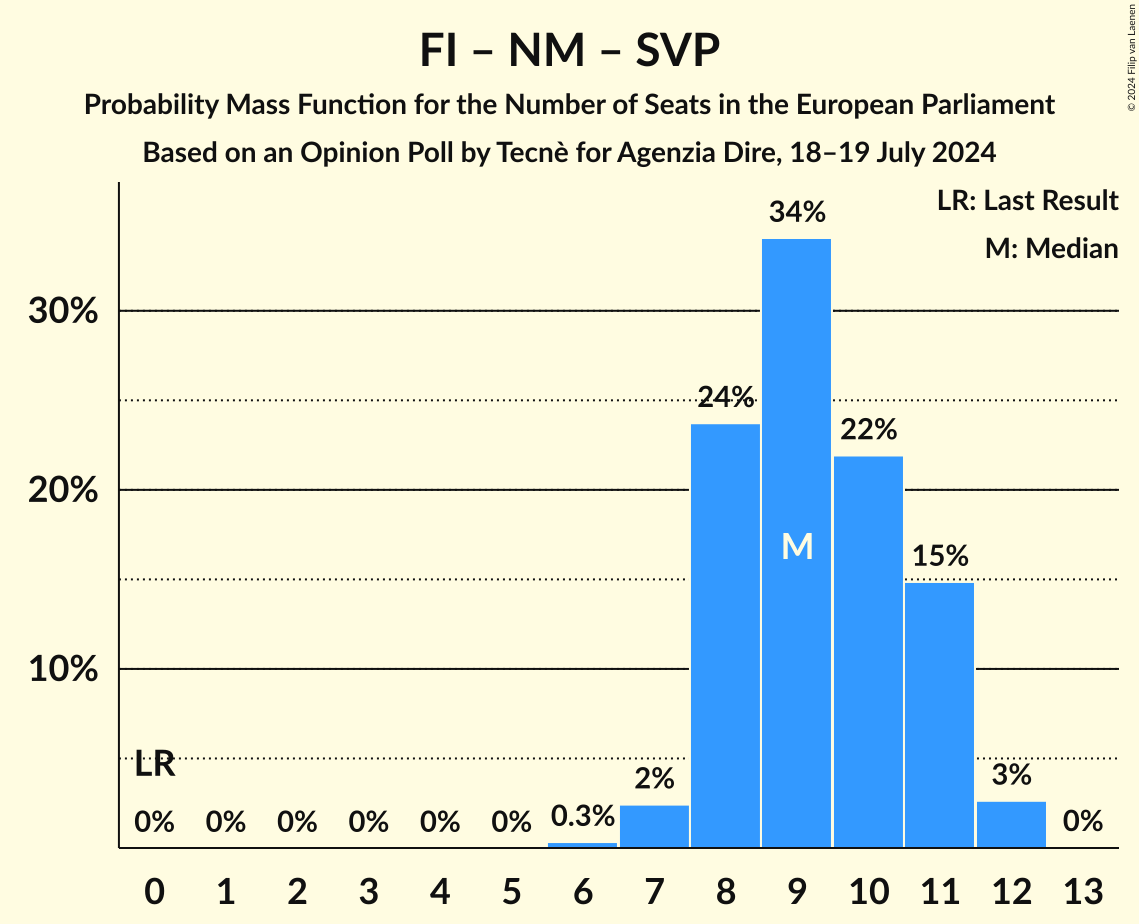 FI – NM – SVP
Probability Mass Function for the Number of Seats in the European Parliament
Based on an Opinion Poll by Tecnè for Agenzia Dire, 18–19 July 2024
© 2024 Filip van Laenen
LR: Last Result
M: Median
34%
30%
24%
22%
20%
M
15%
10%
LR
2%
3%
0% 0% 0% 0% 0% 0% 0.3% 0%
0 1 2 3 4 5 6 7 8 9 10 11 12 13